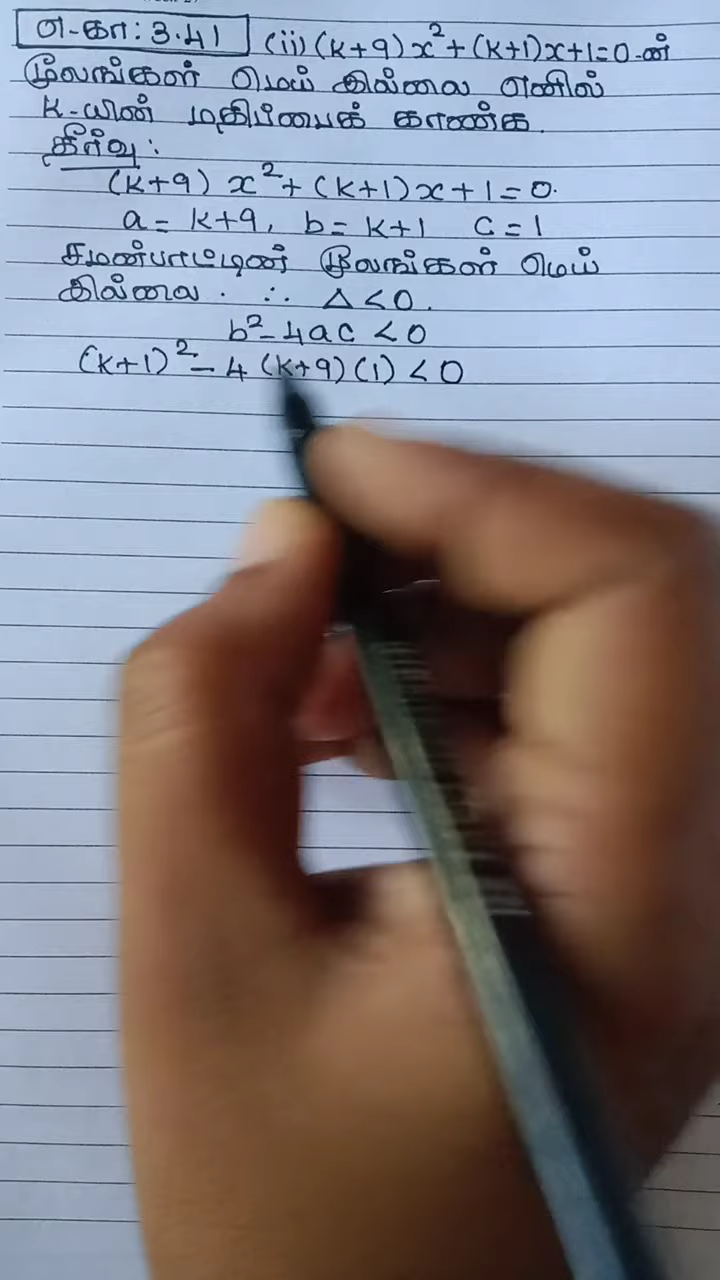 எ.கா: 3.41 (ii) (k+9)x²+(k+1)x+1=0-ன்
மூலங்கள் மெய் இல்லை எனில்
k-யின் மதிப்பைக் காண்க.
தீர்வு:
(k+9) x²+(k+1)x+1=0.
a= k+9, b= k+1 c=1
சமன்பாட்டின் மூலங்கள் மெய்
இல்லை. ∴ Δ<0.
b²-4ac <0
(k+1)²-4(k+9)(1)<0